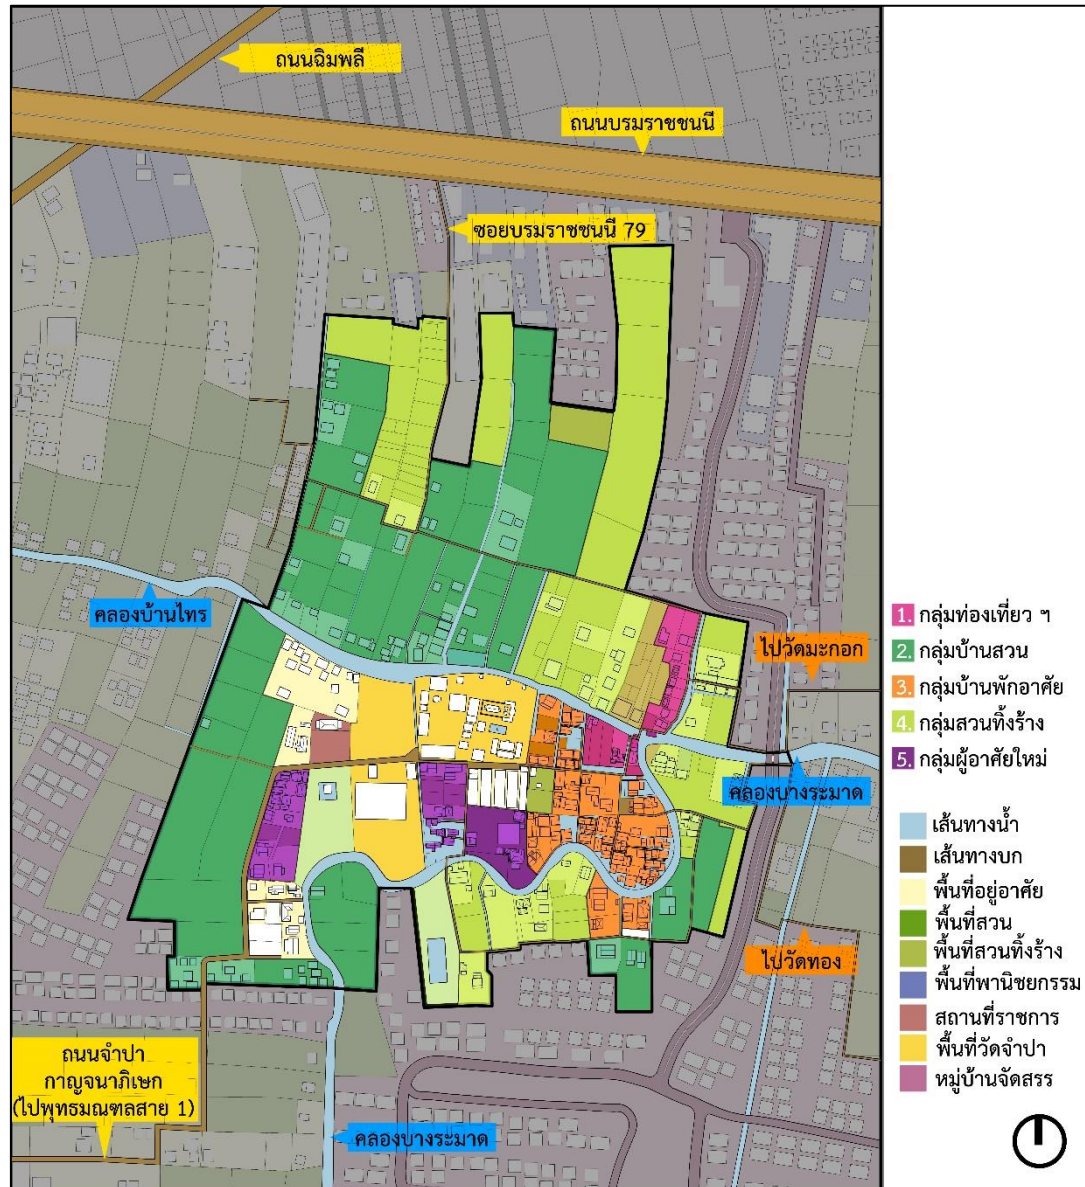 ถนนฉิมพลี
ถนนบรมราชชนนี
ซอยบรมราชชนนี 79
คลองบ้านไทร
ไปวัดมะกอก
คลองบางระมาด
ไปวัดทอง
ถนนจำปา
กาญจนาภิเษก
(ไปพุทธมณฑลสาย 1)
คลองบางระมาด
1. กลุ่มท่องเที่ยว ฯ
2. กลุ่มบ้านสวน
3. กลุ่มบ้านพักอาศัย
4. กลุ่มสวนทิ้งร้าง
5. กลุ่มผู้อาศัยใหม่
เส้นทางน้ำ
เส้นทางบก
พื้นที่อยู่อาศัย
พื้นที่สวน
พื้นที่สวนทิ้งร้าง
พื้นที่พานิชยกรรม
สถานที่ราชการ
พื้นที่วัดจำปา
หมู่บ้านจัดสรร